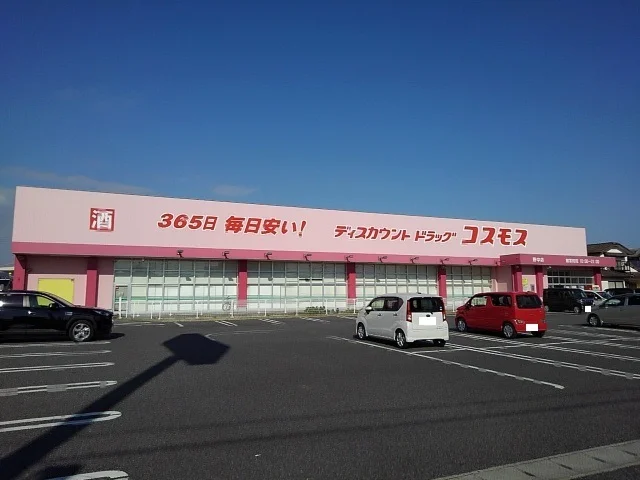 酒
365日 毎日安い!
ディスカウント ドラッグ コスモス